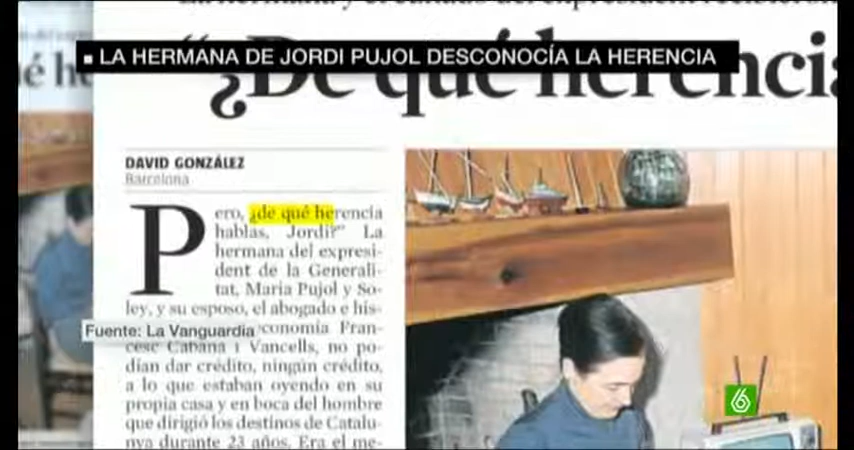 LA HERMANA DE JORDI PUJOL DESCONOCÍA LA HERENCIA
"¿De qué herencia
DAVID GONZÁLEZ
Barcelona
Pero, ¿de qué herencia
hablas, Jordi?" La
hermana del expresi-
dent de la Generali-
tat, Maria Pujol y So-
ley, y su esposo, el abogado e his-
Fuente: La Vanguardia
conomía Fran-
cesc Cabana i Vancells, no po-
dían dar crédito, ningún crédito,
a lo que estaban oyendo en su
propia casa y en boca del hombre
que dirigió los destinos de Catalu-
nya durante 23 años. Era el me-
6